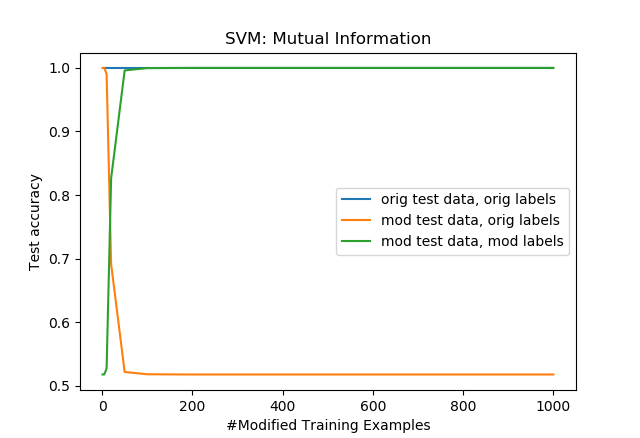 SVM: Mutual Information
1.0
0.9
0.8
0.7
0.6
0.5
Test accuracy
orig test data, orig labels
mod test data, orig labels
mod test data, mod labels
0 200 400 600 800 1000
#Modified Training Examples